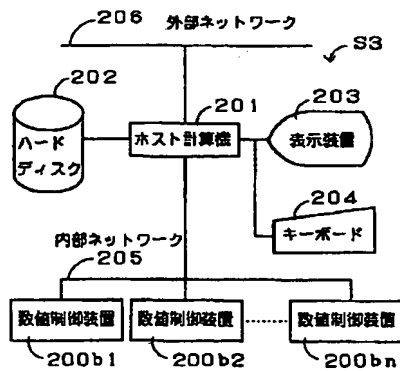 206 外部ネットワーク
S3
202
201
203
ハード
ディスク
ホスト計算機
表示装置
204
キーボード
内部ネットワーク
205
数値制御装置
数値制御装置
数値制御装置
200b1
200b2
200bn